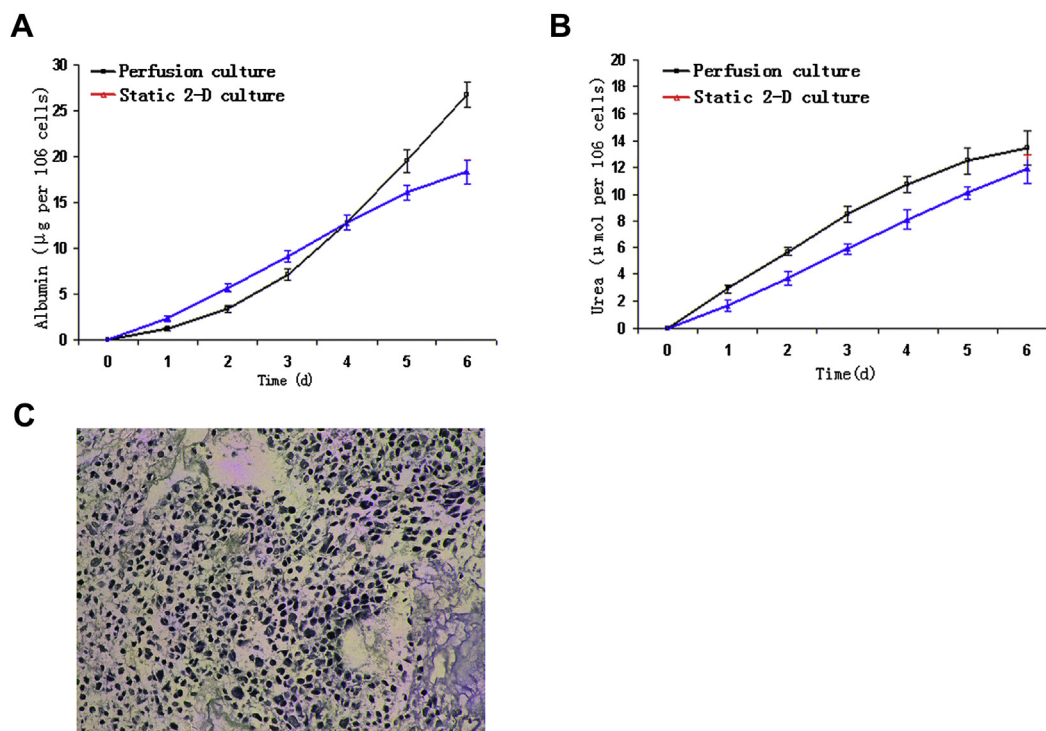 A
Albumin (μg per 106 cells)
30
25
20
15
10
5
0
Perfusion culture
Static 2-D culture
0 1 2 3 4 5 6
Time (d)
B
Urea (μmol per 106 cells)
20
18
16
14
12
10
8
6
4
2
0
Perfusion culture
Static 2-D culture
0 1 2 3 4 5 6
Time(d)
C